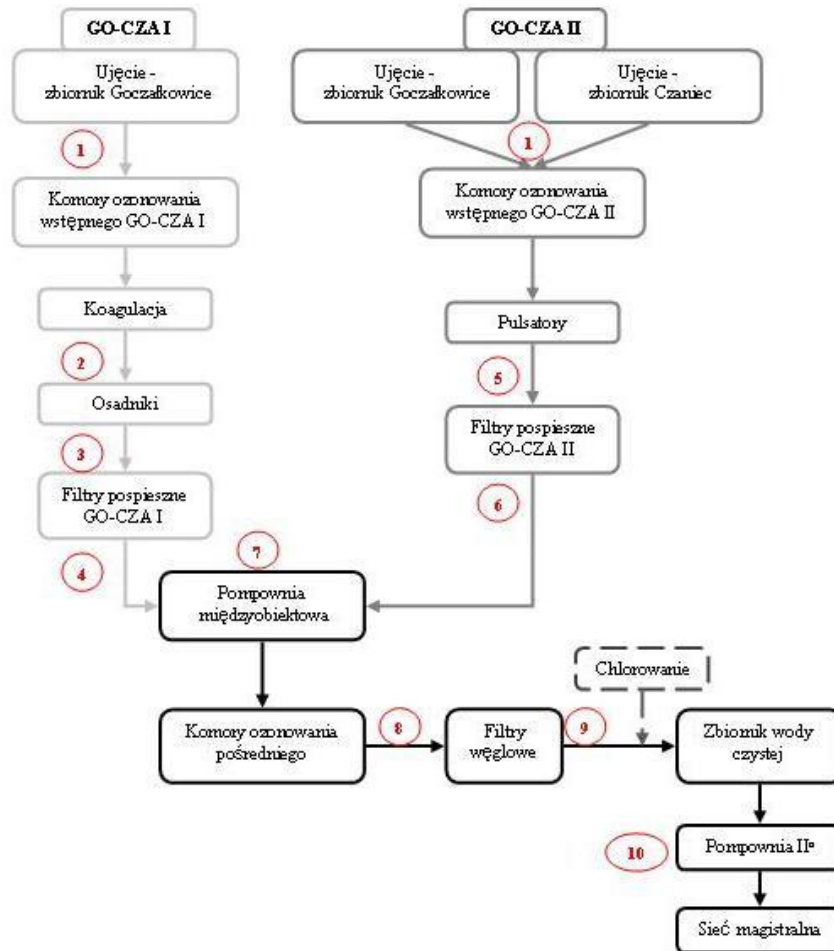 GO-CZA I
Ujęcie -
zbiornik Goczałkowice
1
Komory ozonowania
wstępnego GO-CZA I
Koagulacja
2
Osadniki
3
Filtry pospieszne
GO-CZA I
4
GO-CZA II
Ujęcie -
zbiornik Goczałkowice
Ujęcie -
zbiornik Czaniec
1
Komory ozonowania
wstępnego GO-CZA II
Pulsatory
5
Filtry pospieszne
GO-CZA II
6
7
Pompownia
międzyobiektowa
Komory ozonowania
pośredniego
8
Filtry
węglowe
9
Chlorowanie
Zbiornik wody
czystej
10
Pompownia IIº
Sieć magistralna